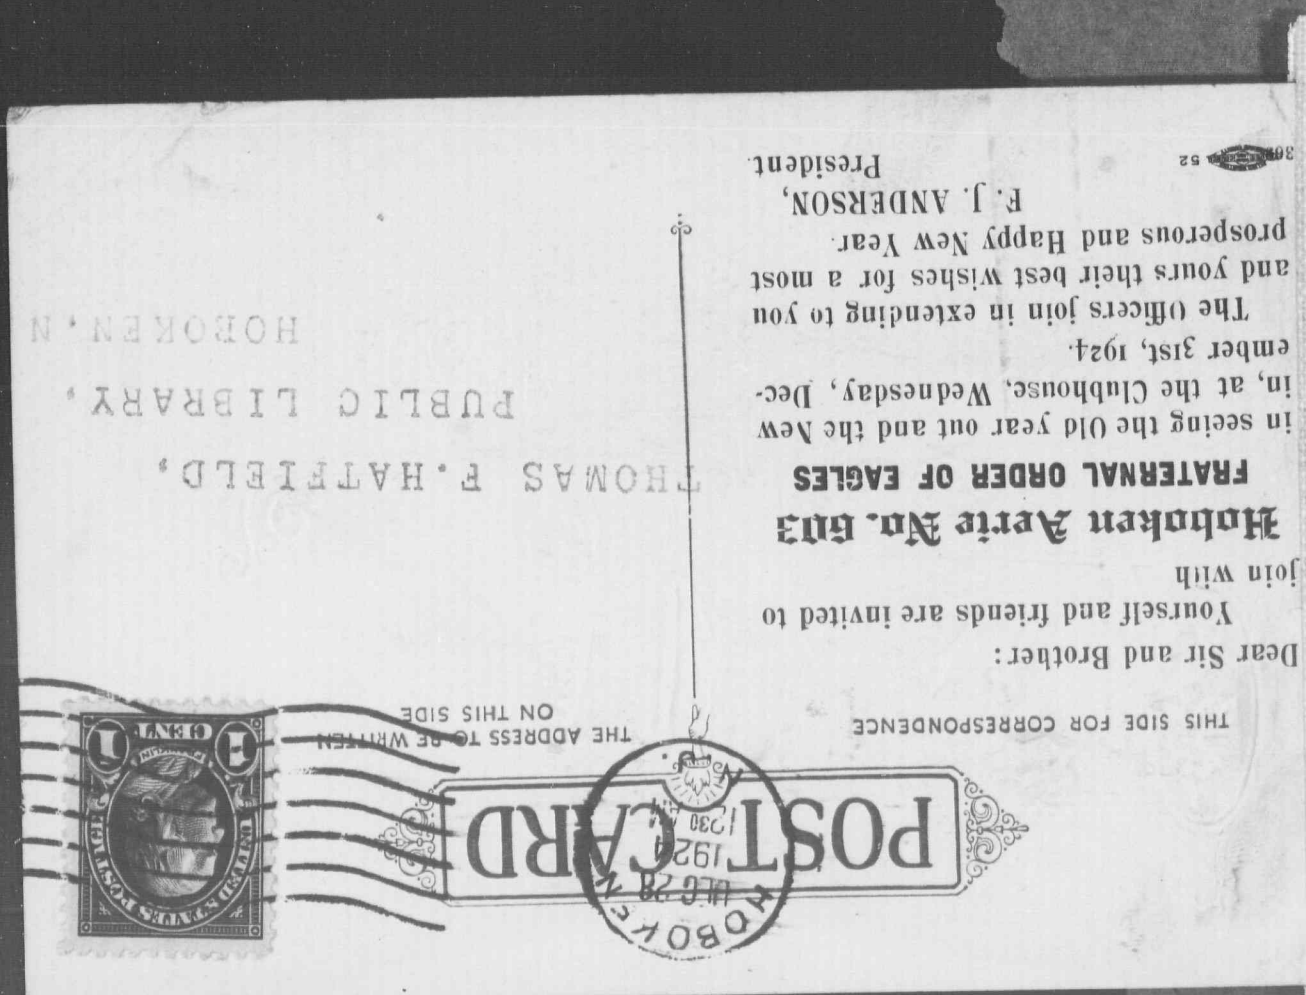 POST CARD
THIS SIDE FOR CORRESPONDENCE
THE ADDRESS TO BE WRITTEN
ON THIS SIDE
HOBOKEN
DEC 28
1924
1230
N. J.
UNITED STATES POSTAGE
FRANKLIN
1 CENT 1
Dear Sir and Brother:
Yourself and friends are invited to
join with
Hoboken Aerie No. 603
FRATERNAL ORDER OF EAGLES
in seeing the Old year out and the New
in, at the Clubhouse, Wednesday, Dec-
ember 31st, 1924.
The Officers join in extending to you
and yours their best wishes for a most
prosperous and Happy New Year.
F. J. ANDERSON,
President.
52
THOMAS F.HATFIELD,
PUBLIC LIBRARY,
HOBOKEN,N